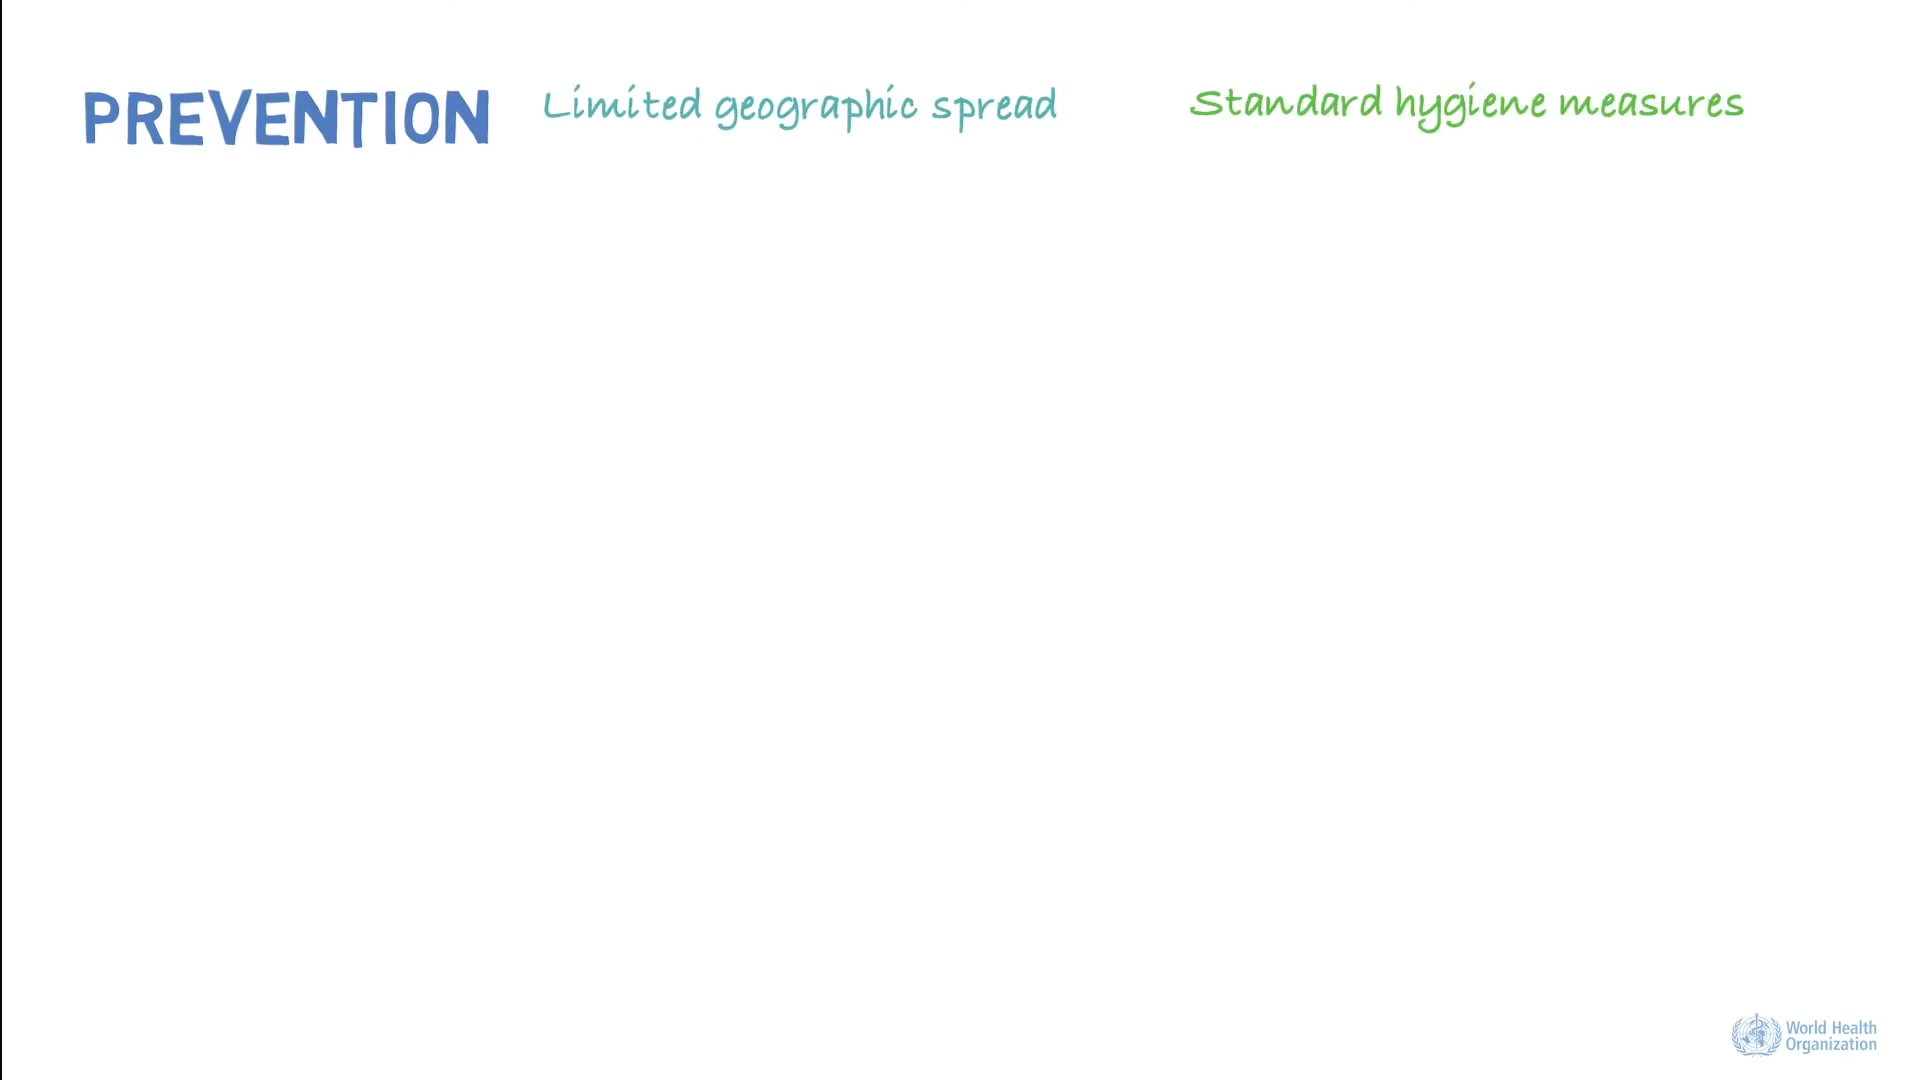 PREVENTION
Limited geographic spread
Standard hygiene measures
World Health
Organization